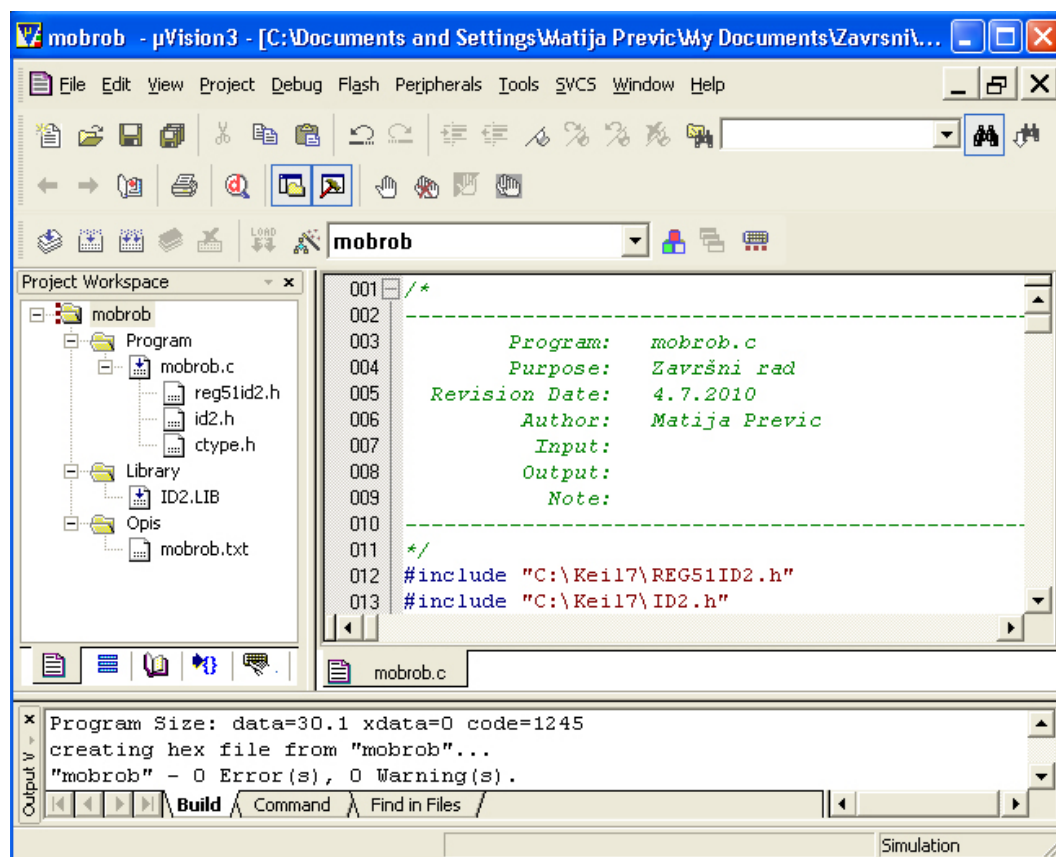 mobrob - µVision3 - [C:\Documents and Settings\Matija Previc\My Documents\Zavrsni\...
File Edit View Project Debug Flash Peripherals Tools SVCS Window Help
LOAD
mobrob
Project Workspace
mobrob
Program
mobrob.c
reg51id2.h
id2.h
ctype.h
Library
ID2.LIB
Opis
mobrob.txt
001 /*
002 ------------------------------------------------
003 Program: mobrob.c
004 Purpose: Završni rad
005 Revision Date: 4.7.2010
006 Author: Matija Previc
007 Input:
008 Output:
009 Note:
010 ------------------------------------------------
011 */
012 #include "C:\Keil7\REG51ID2.h"
013 #include "C:\Keil7\ID2.h"
mobrob.c
Program Size: data=30.1 xdata=0 code=1245
creating hex file from "mobrob"...
"mobrob" - 0 Error(s), 0 Warning(s).
Build Command Find in Files
Simulation